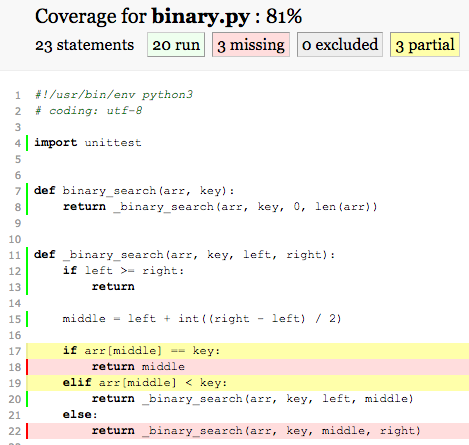 Coverage for binary.py : 81%
23 statements 20 run 3 missing 0 excluded 3 partial
1 #!/usr/bin/env python3
2 # coding: utf-8
3
4 import unittest
5
6
7 def binary_search(arr, key):
8     return _binary_search(arr, key, 0, len(arr))
9
10
11 def _binary_search(arr, key, left, right):
12     if left >= right:
13         return
14
15     middle = left + int((right - left) / 2)
16
17     if arr[middle] == key:
18         return middle
19     elif arr[middle] < key:
20         return _binary_search(arr, key, left, middle)
21     else:
22         return _binary_search(arr, key, middle, right)